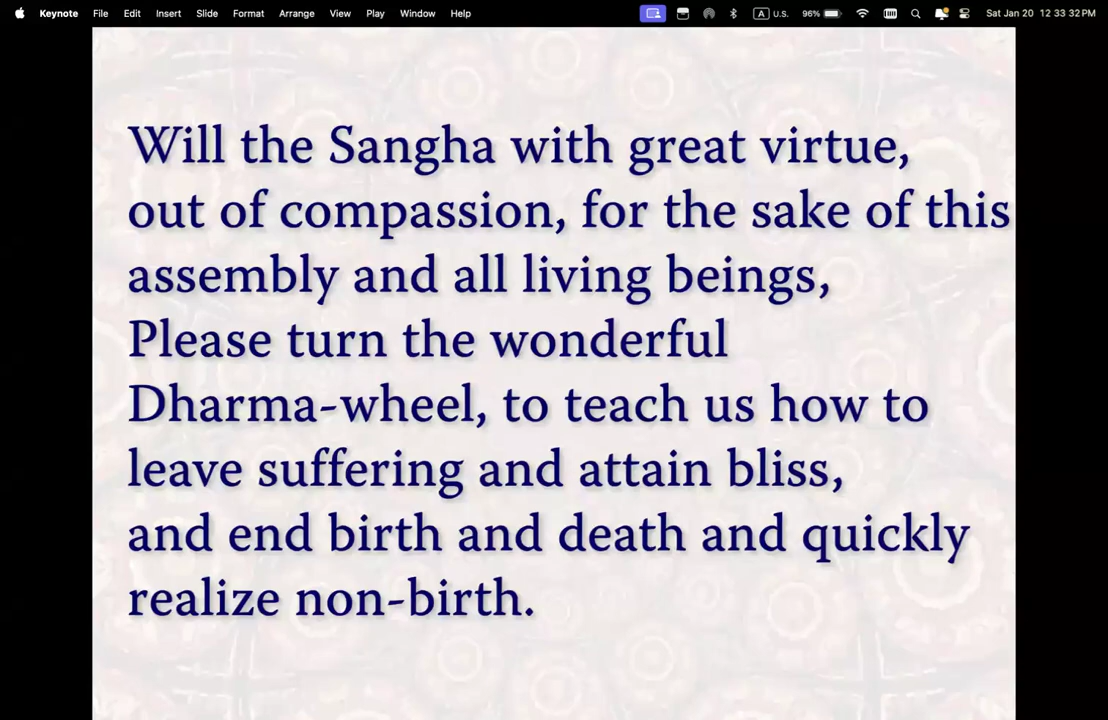 Keynote File Edit Insert Slide Format Arrange View Play Window Help A U.S. 96% Sat Jan 20 12 33 32 PM
Will the Sangha with great virtue,
out of compassion, for the sake of this
assembly and all living beings,
Please turn the wonderful
Dharma-wheel, to teach us how to
leave suffering and attain bliss,
and end birth and death and quickly
realize non-birth.